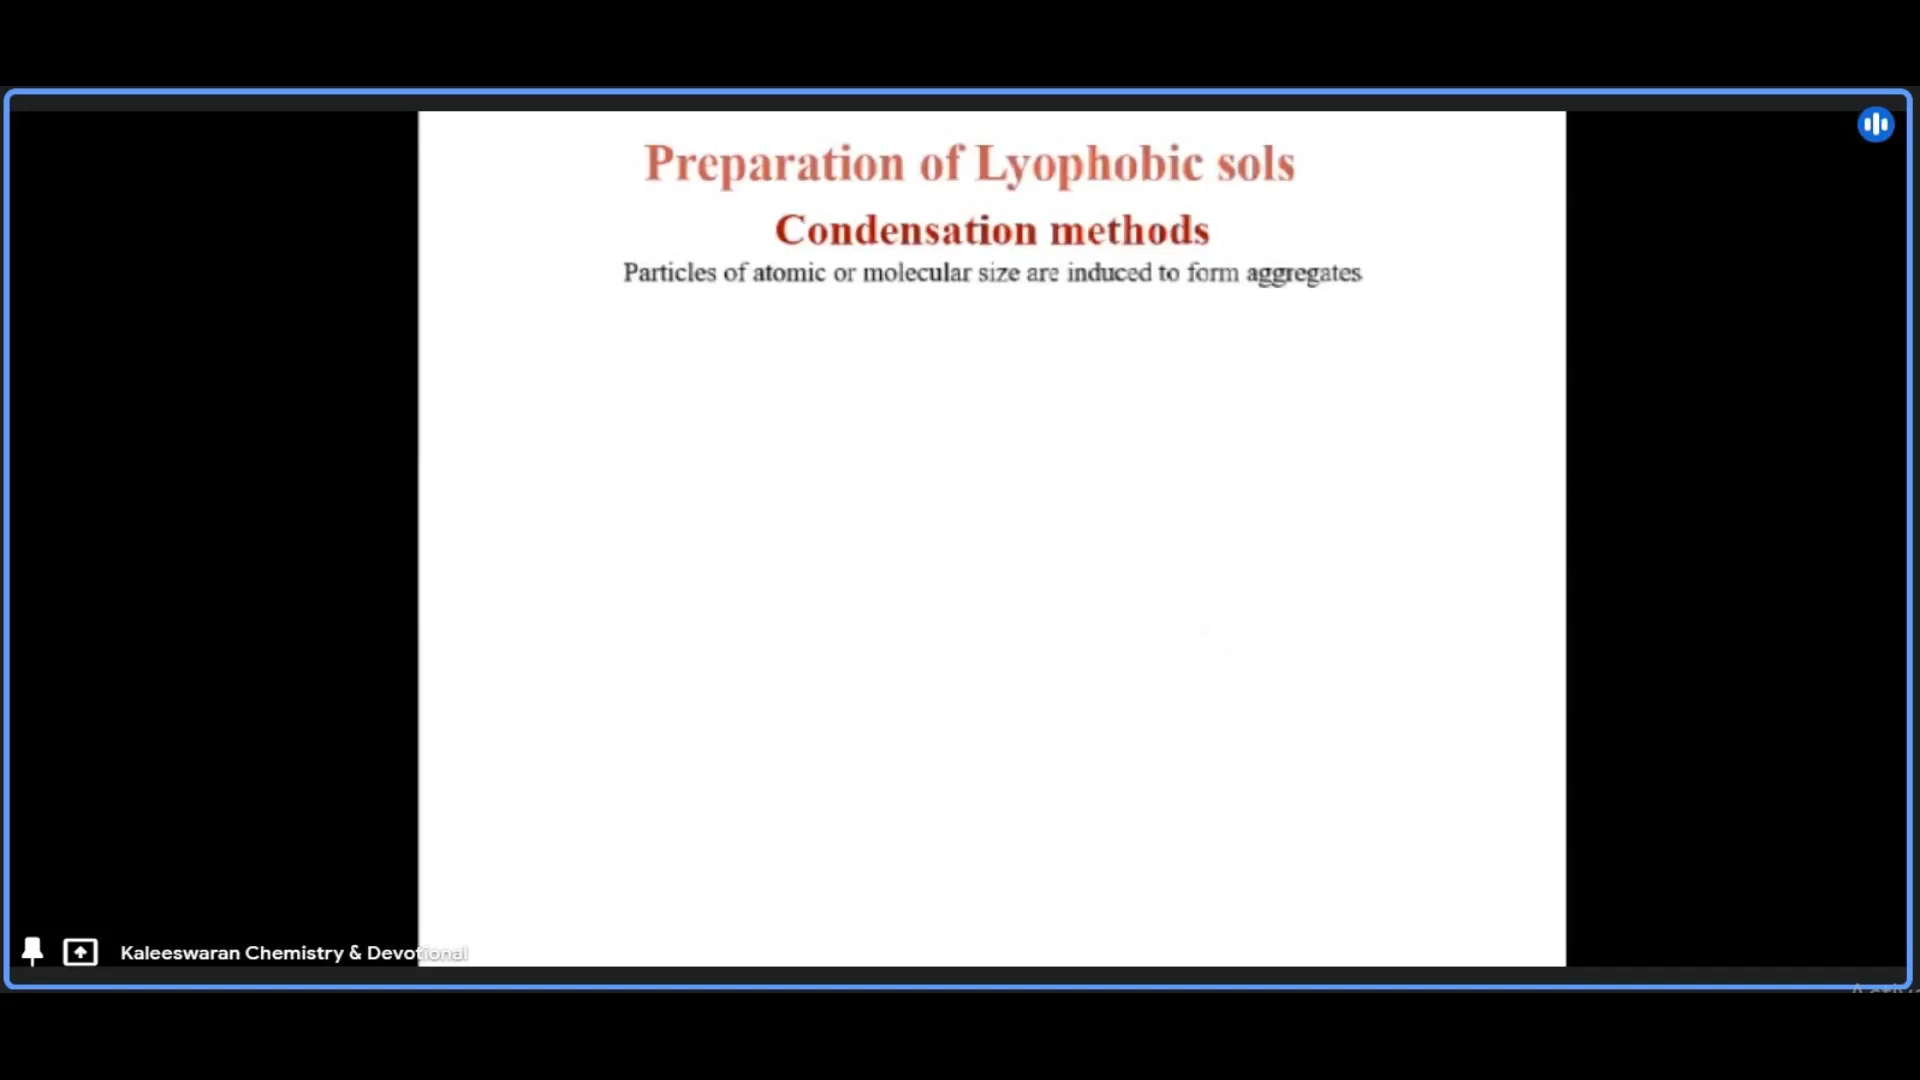 Preparation of Lyophobic sols
Condensation methods
Particles of atomic or molecular size are induced to form aggregates
Kaleeswaran Chemistry & Devotional